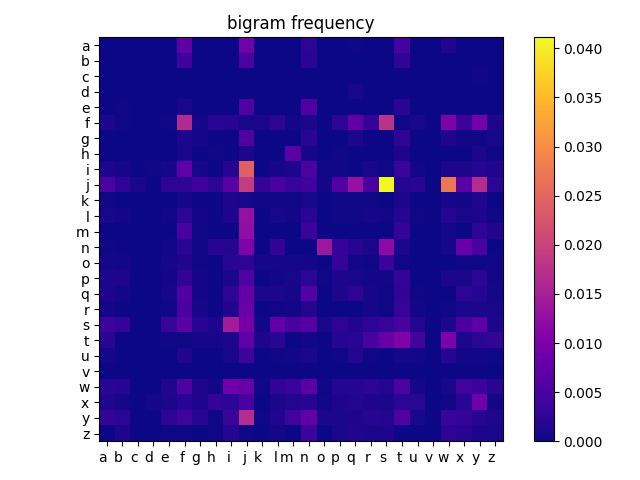 bigram frequency
a
b
c
d
e
f
g
h
i
j
k
l
m
n
o
p
q
r
s
t
u
v
w
x
y
z
a b c d e f g h i j k l m n o p q r s t u v w x y z
0.040
0.035
0.030
0.025
0.020
0.015
0.010
0.005
0.000